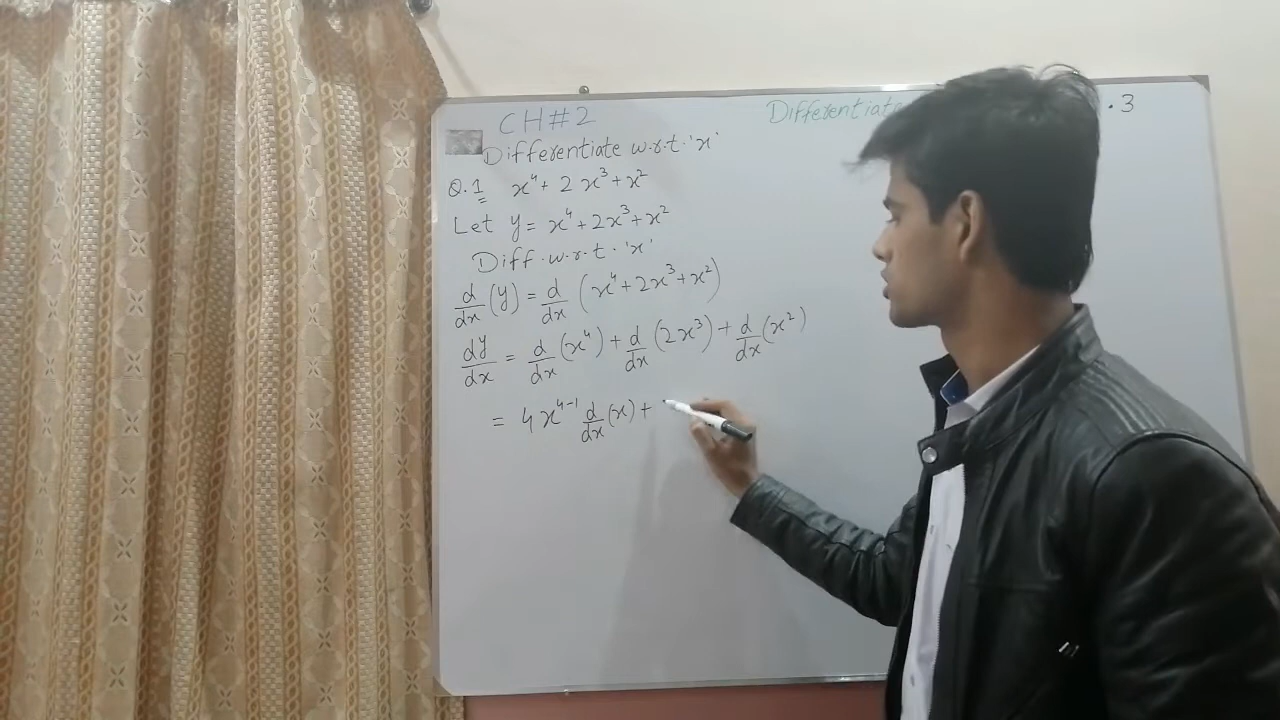 CH#2
Differentiate
.3
Differentiate w.r.t. 'x'
Q.1 x⁴ + 2x³ + x²
Let y = x⁴ + 2x³ + x²
Diff.w.r.t. 'x'
d/dx (y) = d/dx (x⁴ + 2x³ + x²)
dy/dx = d/dx (x⁴) + d/dx (2x³) + d/dx (x²)
= 4x⁴⁻¹ d/dx (x) +